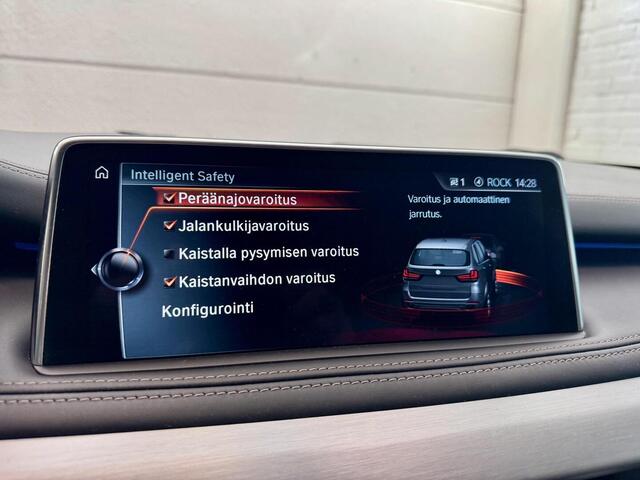 Intelligent Safety
1 ROCK 14:28
Peräänajovaroitus
Jalankulkijavaroitus
Kaistalla pysymisen varoitus
Kaistanvaihdon varoitus
Konfigurointi
Varoitus ja automaattinen
jarrutus.